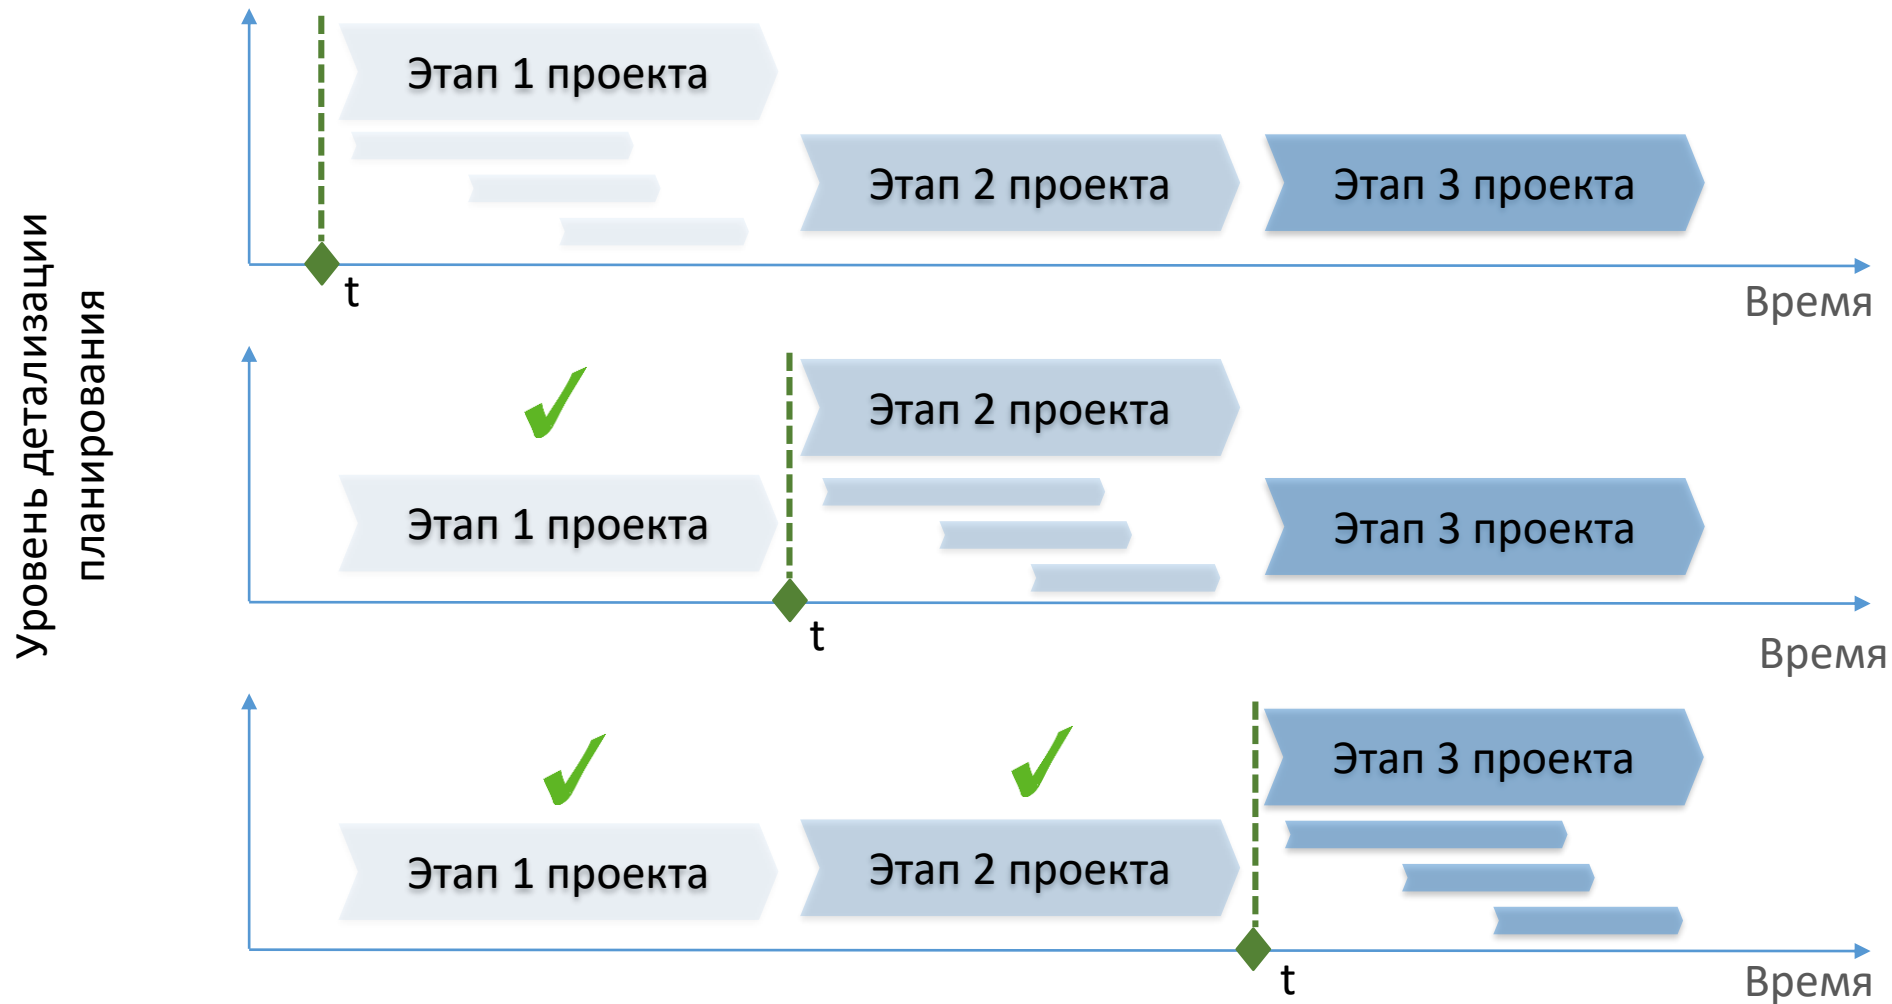 Уровень детализации
планирования
Этап 1 проекта
Этап 2 проекта
Этап 3 проекта
t
Время
Этап 2 проекта
Этап 1 проекта
Этап 3 проекта
t
Время
Этап 3 проекта
Этап 1 проекта
Этап 2 проекта
t
Время